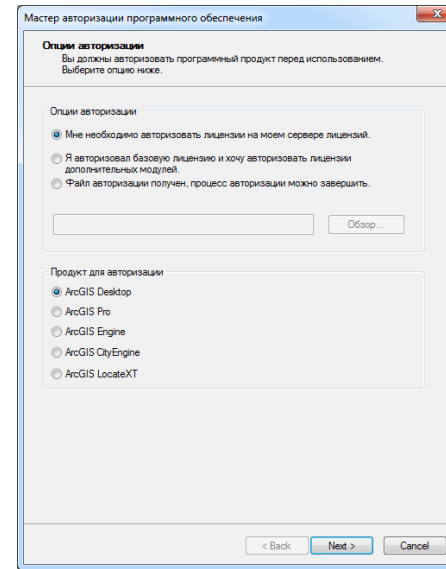 Мастер авторизации программного обеспечения
Опции авторизации
Вы должны авторизовать программный продукт перед использованием.
Выберите опцию ниже.
Опции авторизации
Мне необходимо авторизовать лицензии на моем сервере лицензий.
Я авторизовал базовую лицензию и хочу авторизовать лицензии
дополнительных модулей.
Файл авторизации получен, процесс авторизации можно завершить.
Обзор...
Продукт для авторизации
ArcGIS Desktop
ArcGIS Pro
ArcGIS Engine
ArcGIS CityEngine
ArcGIS LocateXT
< Back
Next >
Cancel